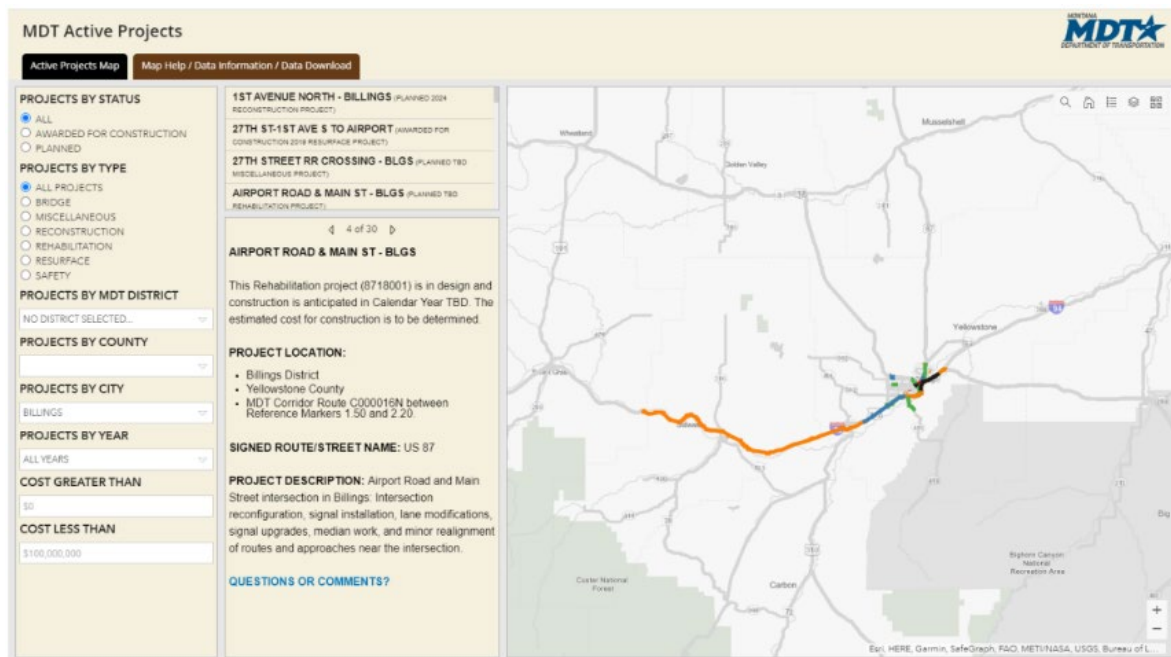 MDT Active Projects
MONTANA
MDT
DEPARTMENT OF TRANSPORTATION
Active Projects Map
Map Help / Data Information / Data Download
PROJECTS BY STATUS
ALL
AWARDED FOR CONSTRUCTION
PLANNED
PROJECTS BY TYPE
ALL PROJECTS
BRIDGE
MISCELLANEOUS
RECONSTRUCTION
REHABILITATION
RESURFACE
SAFETY
PROJECTS BY MDT DISTRICT
NO DISTRICT SELECTED...
PROJECTS BY COUNTY
PROJECTS BY CITY
BILLINGS
PROJECTS BY YEAR
ALL YEARS
COST GREATER THAN
$0
COST LESS THAN
$100,000,000
1ST AVENUE NORTH - BILLINGS (PLANNED 2024
RECONSTRUCTION PROJECT)
27TH ST-1ST AVE S TO AIRPORT (AWARDED FOR
CONSTRUCTION 2019 RESURFACE PROJECT)
27TH STREET RR CROSSING - BLGS (PLANNED TBD
MISCELLANEOUS PROJECT)
AIRPORT ROAD & MAIN ST - BLGS (PLANNED TBD
REHABILITATION PROJECT)
4 of 30
AIRPORT ROAD & MAIN ST - BLGS
This Rehabilitation project (8718001) is in design and
construction is anticipated in Calendar Year TBD. The
estimated cost for construction is to be determined.
PROJECT LOCATION:
• Billings District
• Yellowstone County
• MDT Corridor Route C000016N between
Reference Markers 1.50 and 2.20.
SIGNED ROUTE/STREET NAME: US 87
PROJECT DESCRIPTION: Airport Road and Main
Street intersection in Billings: Intersection
reconfiguration, signal installation, lane modifications,
signal upgrades, median work, and minor realignment
of routes and approaches near the intersection.
QUESTIONS OR COMMENTS?
Musselshell
Wheatland
Golden Valley
Yellowstone
Stillwater
Big
Bighorn Canyon
National
Recreation Area
Custer National
Forest
Carbon
+
−
Esri, HERE, Garmin, SafeGraph, FAO, METI/NASA, USGS, Bureau of L...